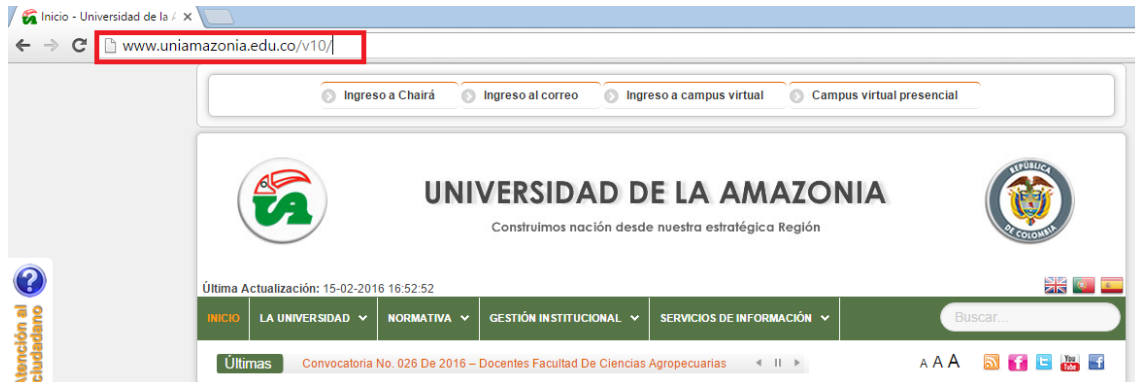 Inicio - Universidad de la A
www.uniamazonia.edu.co/v10/
Ingreso a Chairá Ingreso al correo Ingreso a campus virtual Campus virtual presencial
UNIVERSIDAD DE LA AMAZONIA
Construimos nación desde nuestra estratégica Región
REPÚBLICA
DE COLOMBIA
Atención al
ciudadano
Última Actualización: 15-02-2016 16:52:52
INICIO LA UNIVERSIDAD NORMATIVA GESTIÓN INSTITUCIONAL SERVICIOS DE INFORMACIÓN Buscar...
Últimas Convocatoria No. 026 De 2016 – Docentes Facultad De Ciencias Agropecuarias A A A You Tube